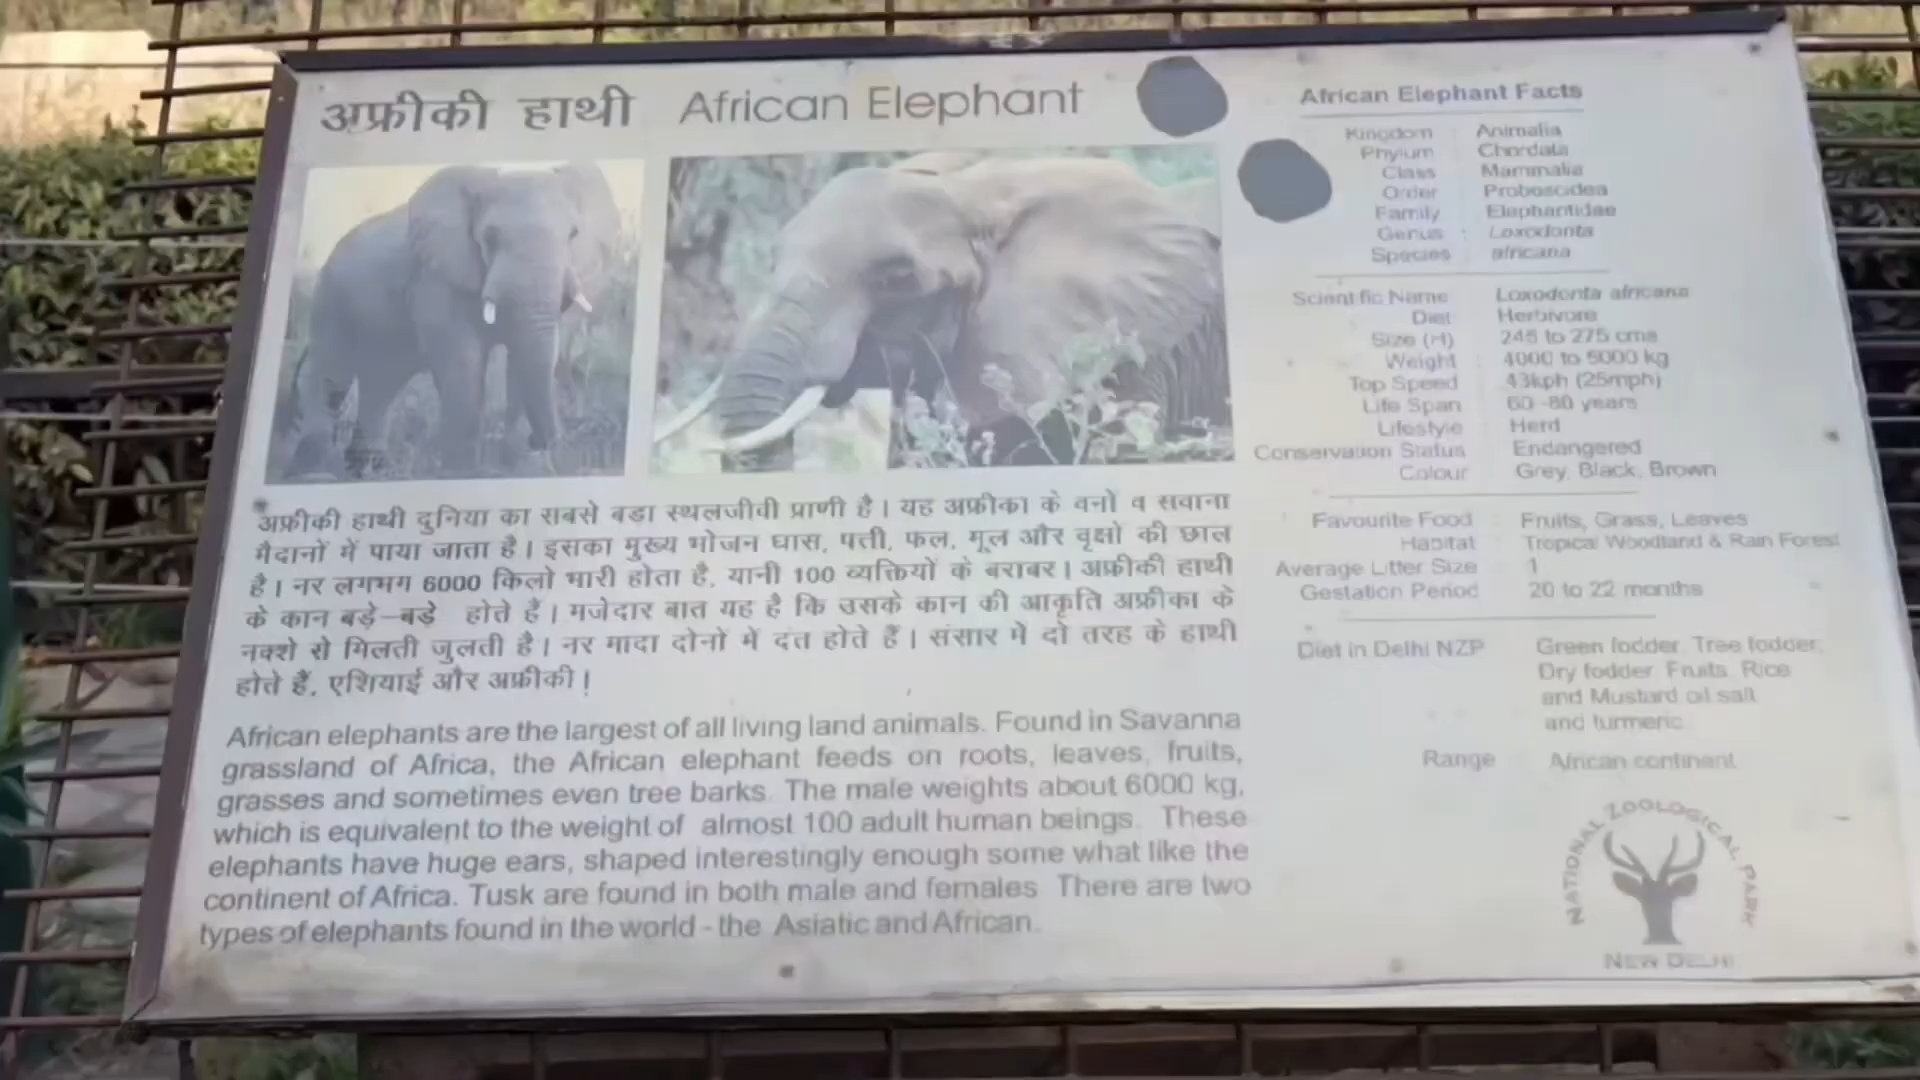 अफ्रीकी हाथी African Elephant
अफ्रीकी हाथी दुनिया का सबसे बडा स्थलजीवी प्राणी है। यह अफ्रीका के वनों व सवाना
मैदानों में पाया जाता है। इसका मुख्य भोजन घास, पत्ती, फल, मूल और वृक्षो की छाल
है। नर लगभग 6000 किलो भारी होता है, यानी 100 व्यक्तियों के बराबर। अफ्रीकी हाथी
के कान बड़े–बड़े होते हैं। मजेदार बात यह है कि उसके कान की आकृति अफ्रीका के
नक्शे से मिलती जुलती है। नर मादा दोनो मे दंत होते हैं। संसार में दो तरह के हाथी
होते हैं, एशियाई और अफ्रीकी!
African elephants are the largest of all living land animals. Found in Savanna
grassland of Africa, the African elephant feeds on roots, leaves, fruits,
grasses and sometimes even tree barks. The male weights about 6000 kg,
which is equivalent to the weight of almost 100 adult human beings. These
elephants have huge ears, shaped interestingly enough some what like the
continent of Africa. Tusk are found in both male and females. There are two
types of elephants found in the world - the Asiatic and African.
African Elephant Facts
Kingdom : Animalia
Phylum : Chordata
Class : Mammalia
Order : Proboscidea
Family : Elephantidae
Genus : Loxodonta
Species : africana
Scientific Name : Loxodonta africana
Diet : Herbivore
Size (H) : 245 to 275 cms
Weight : 4000 to 5000 kg
Top Speed : 43kph (25mph)
Life Span : 60 -80 years
Lifestyle : Herd
Conservation Status : Endangered
Colour : Grey, Black, Brown
Favourite Food : Fruits, Grass, Leaves
Habitat : Tropical Woodland & Rain Forest
Average Litter Size : 1
Gestation Period : 20 to 22 months
Diet in Delhi NZP : Green fodder, Tree fodder,
Dry fodder, Fruits, Rice
and Mustard oil, salt
and turmeric
Range : African continent
NATIONAL ZOOLOGICAL PARK
NEW DELHI